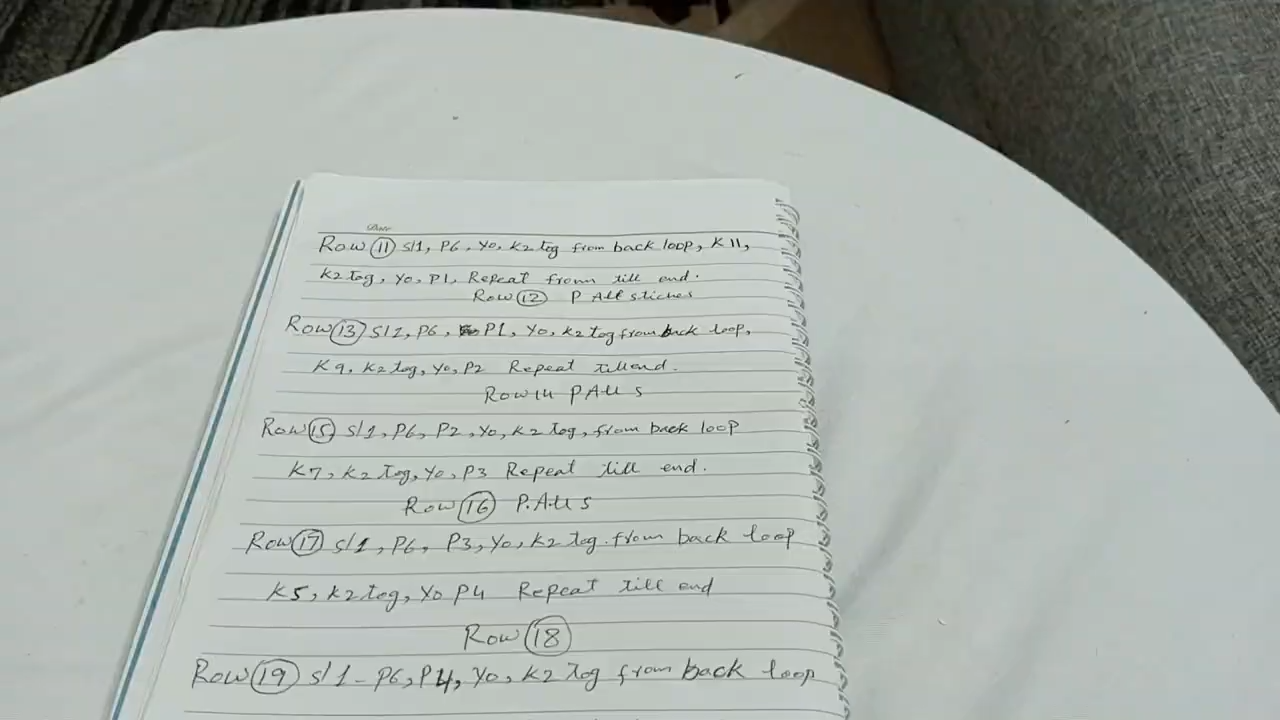 Date
Row 11 Sl1, P6, Yo, K2 tog from back loop, K11,
K2 tog, Yo, P1, Repeat from till end.
Row 12 P All stiches
Row 13 Sl1, P6, P1, Yo, K2 tog from back loop,
K9, K2 tog, Yo, P2 Repeat till end.
Row 14 P All S
Row 15 Sl1, P6, P2, Yo, K2 tog, from back loop
K7, K2 tog, Yo, P3 Repeat till end.
Row 16 P.All S
Row 17 Sl1, P6, P3, Yo, K2 tog. from back loop
K5, K2 tog, Yo P4 Repeat till end
Row 18
Row 19 Sl1 - P6, P4, Yo, K2 tog from back loop